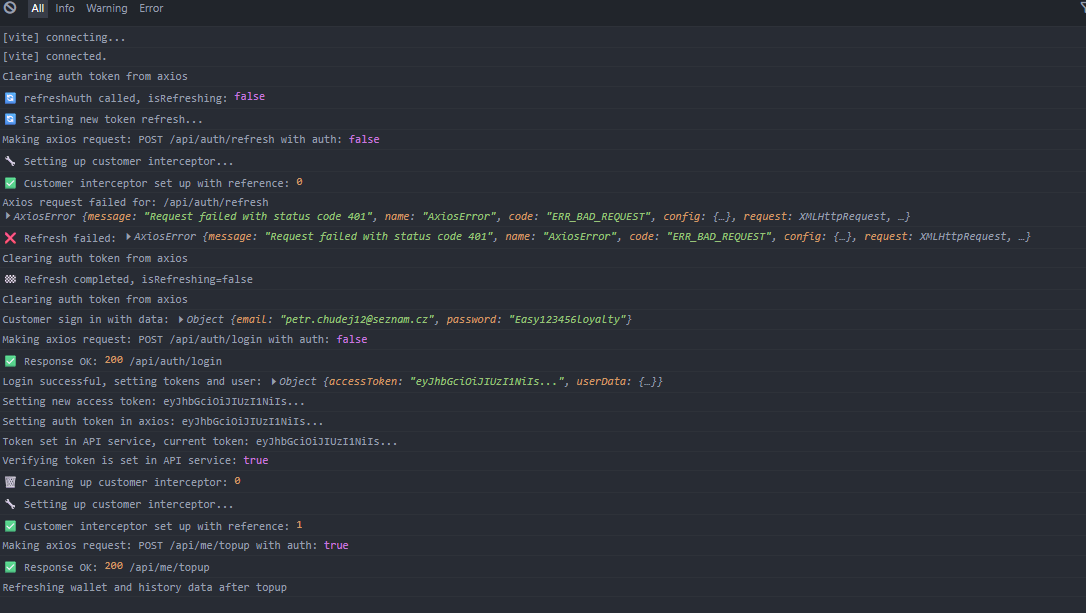 All Info Warning Error
[vite] connecting...
[vite] connected.
Clearing auth token from axios
🔄 refreshAuth called, isRefreshing: false
🔄 Starting new token refresh...
Making axios request: POST /api/auth/refresh with auth: false
🔧 Setting up customer interceptor...
✅ Customer interceptor set up with reference: 0
Axios request failed for: /api/auth/refresh
▶AxiosError {message: "Request failed with status code 401", name: "AxiosError", code: "ERR_BAD_REQUEST", config: {…}, request: XMLHttpRequest, …}
❌ Refresh failed: ▶AxiosError {message: "Request failed with status code 401", name: "AxiosError", code: "ERR_BAD_REQUEST", config: {…}, request: XMLHttpRequest, …}
Clearing auth token from axios
🏁 Refresh completed, isRefreshing=false
Clearing auth token from axios
Customer sign in with data: ▶Object {email: "petr.chudej12@seznam.cz", password: "Easy123456loyalty"}
Making axios request: POST /api/auth/login with auth: false
✅ Response OK: 200 /api/auth/login
Login successful, setting tokens and user: ▶Object {accessToken: "eyJhbGciOiJIUzI1NiIs...", userData: {…}}
Setting new access token: eyJhbGciOiJIUzI1NiIs...
Setting auth token in axios: eyJhbGciOiJIUzI1NiIs...
Token set in API service, current token: eyJhbGciOiJIUzI1NiIs...
Verifying token is set in API service: true
🗑 Cleaning up customer interceptor: 0
🔧 Setting up customer interceptor...
✅ Customer interceptor set up with reference: 1
Making axios request: POST /api/me/topup with auth: true
✅ Response OK: 200 /api/me/topup
Refreshing wallet and history data after topup